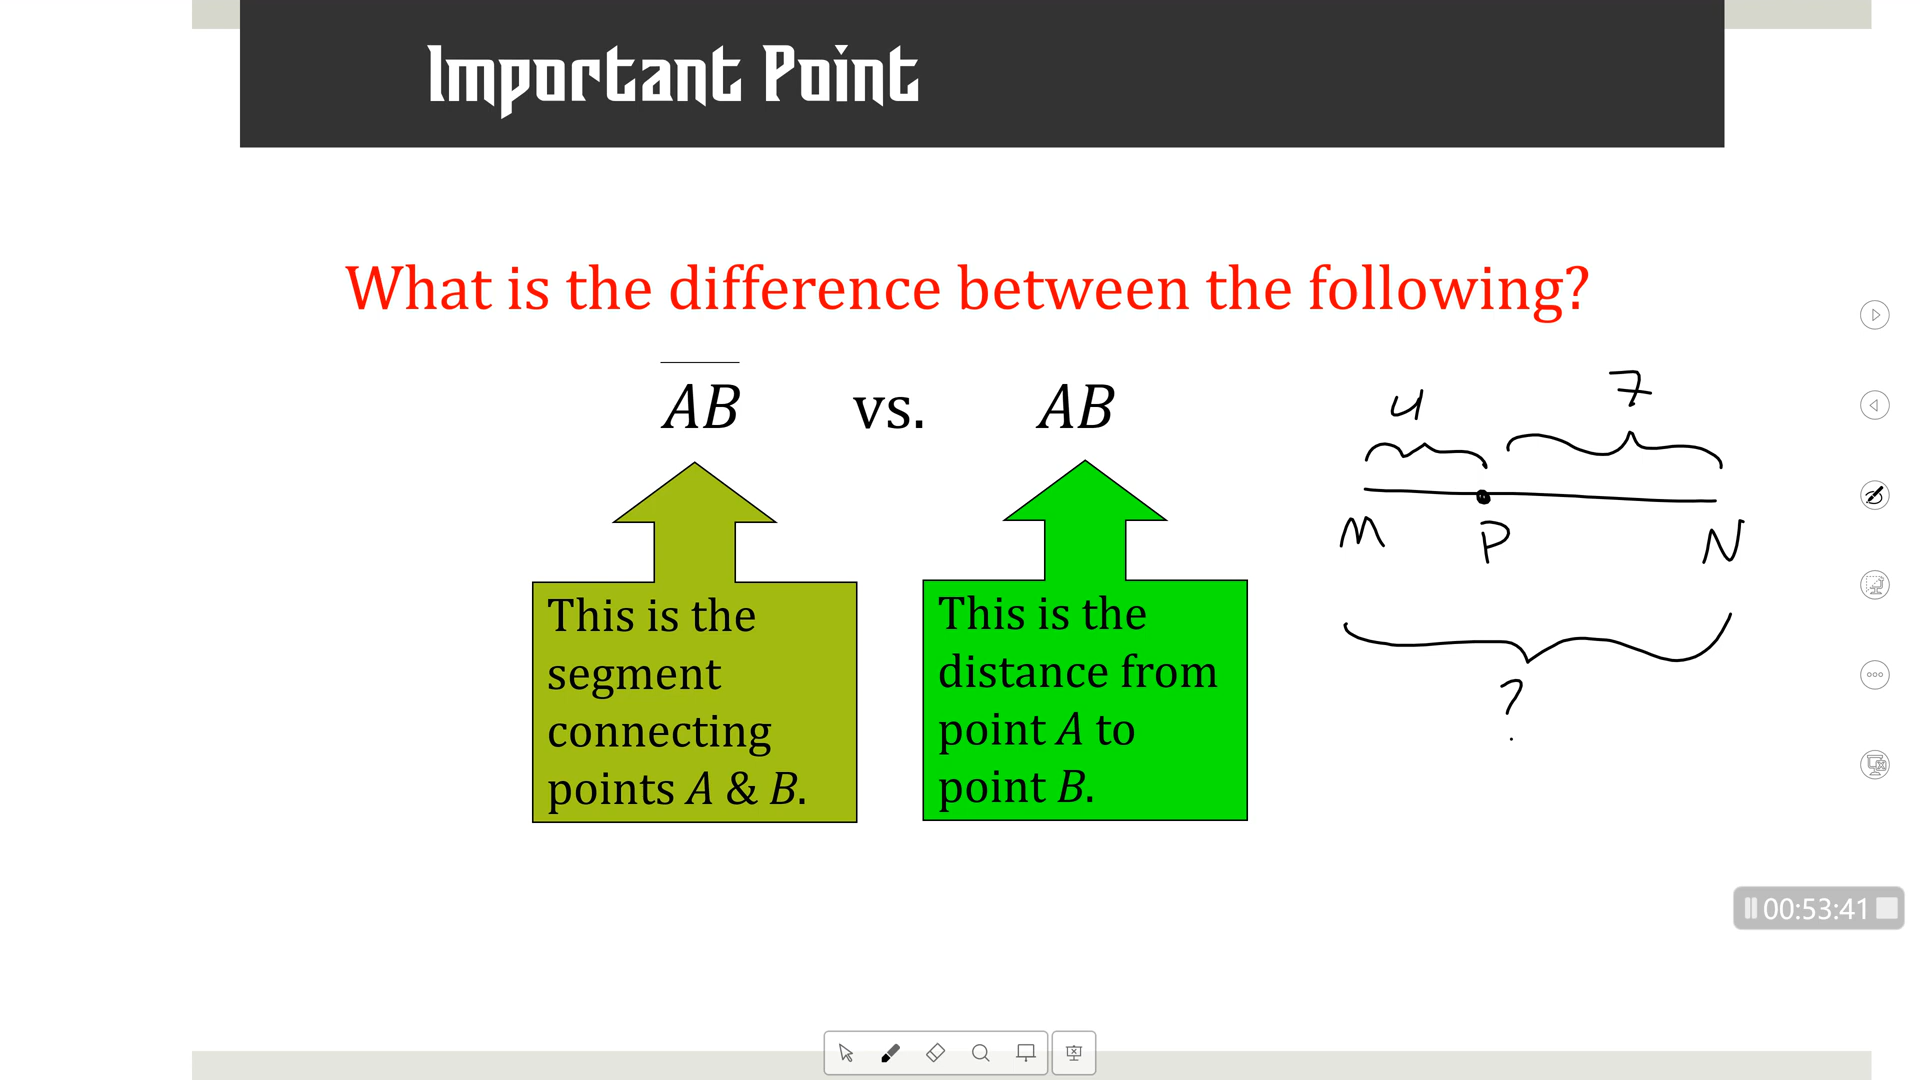 Important Point
What is the difference between the following?
AB vs. AB
This is the
segment
connecting
points A & B.
This is the
distance from
point A to
point B.
4
7
M P N
?
00:53:41